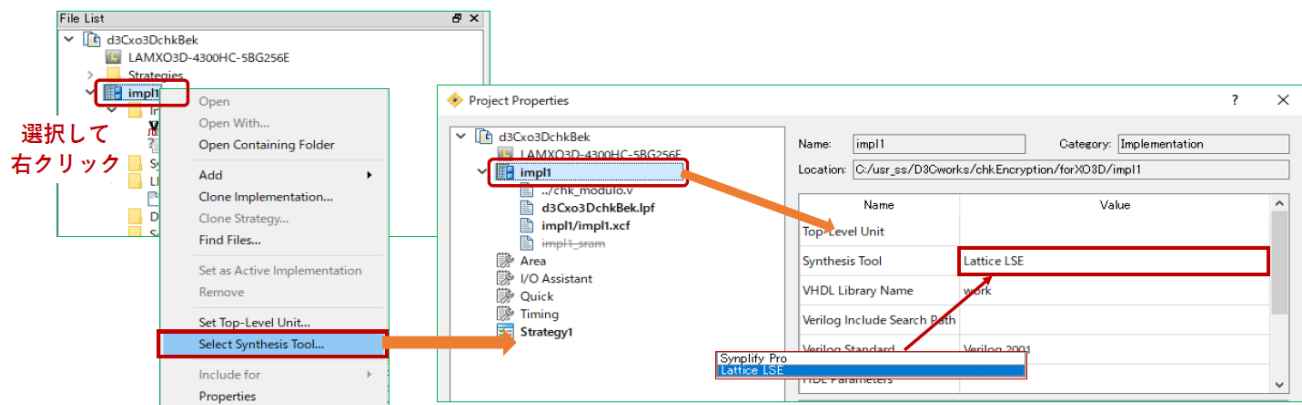 File List
d3Cxo3DchkBek
LAMXO3D-4300HC-5BG256E
Strategies
impl1
選択して
右クリック
Open
Open With...
Open Containing Folder
Add
Clone Implementation...
Clone Strategy...
Find Files...
Set as Active Implementation
Remove
Set Top-Level Unit...
Select Synthesis Tool...
Include for
Properties
Project Properties
? ×
d3Cxo3DchkBek
LAMXO3D-4300HC-5BG256E
impl1
../chk_modulo.v
d3Cxo3DchkBek.lpf
impl1/impl1.xcf
impl1_sram
Area
I/O Assistant
Quick
Timing
Strategy1
Name: impl1 Category: Implementation
Location: C:/usr_ss/D3Cworks/chkEncryption/forXO3D/impl1
Name Value
Top-Level Unit
Synthesis Tool Lattice LSE
VHDL Library Name work
Verilog Include Search Path
Verilog Standard Verilog 2001
HDL Parameters
Synplify Pro
Lattice LSE